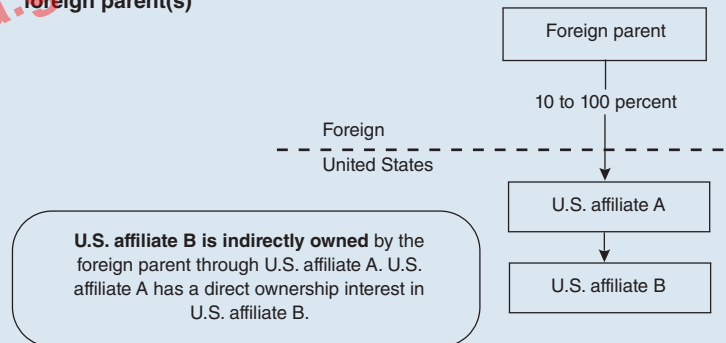 foreign parent(s)
Foreign parent
10 to 100 percent
Foreign
United States
U.S. affiliate A
U.S. affiliate B is indirectly owned by the
foreign parent through U.S. affiliate A. U.S.
affiliate A has a direct ownership interest in
U.S. affiliate B.
U.S. affiliate B